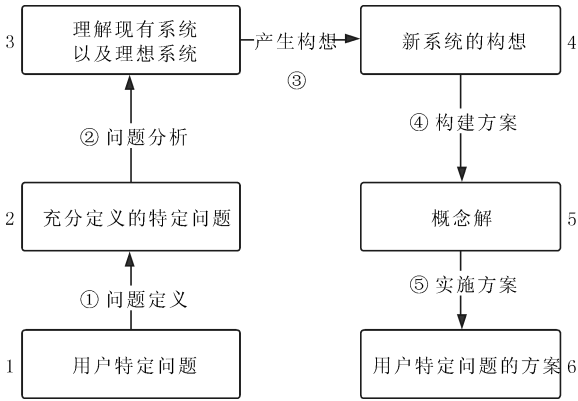 3
理解现有系统
以及理想系统
产生构想
③
新系统的构想
4
② 问题分析
④ 构建方案
2
充分定义的特定问题
概念解
5
① 问题定义
⑤ 实施方案
1
用户特定问题
用户特定问题的方案
6